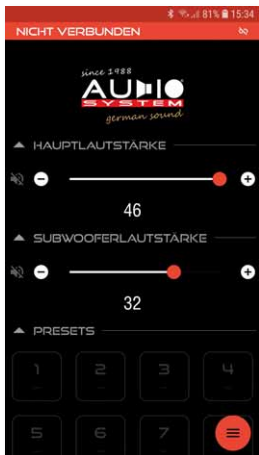 81% 15:34
NICHT VERBUNDEN
since 1988
AUDIO
SYSTEM
german sound
HAUPTLAUTSTÄRKE
46
SUBWOOFERLAUTSTÄRKE
32
PRESETS
1 2 3 4
5 6 7